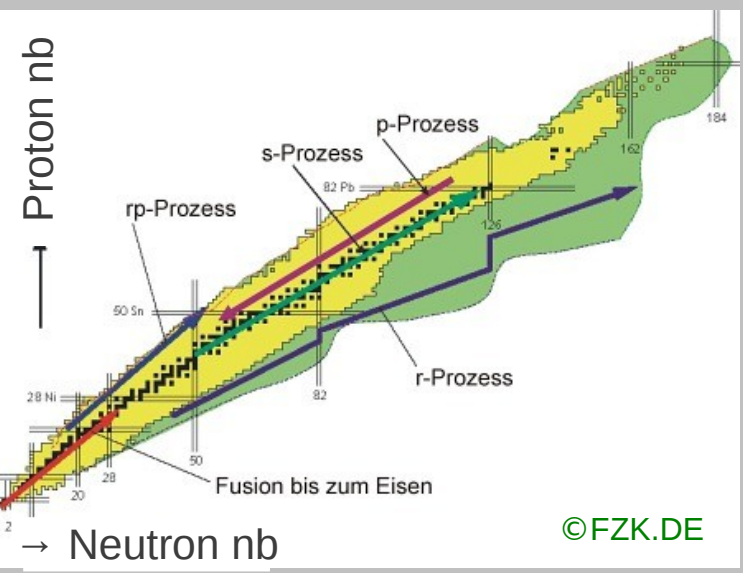 Proton nb
→
p-Prozess
s-Prozess
82 Pb
rp-Prozess
184
162
126
50 Sn
r-Prozess
82
28 Ni
50
28
20
Fusion bis zum Eisen
2
→ Neutron nb
©FZK.DE